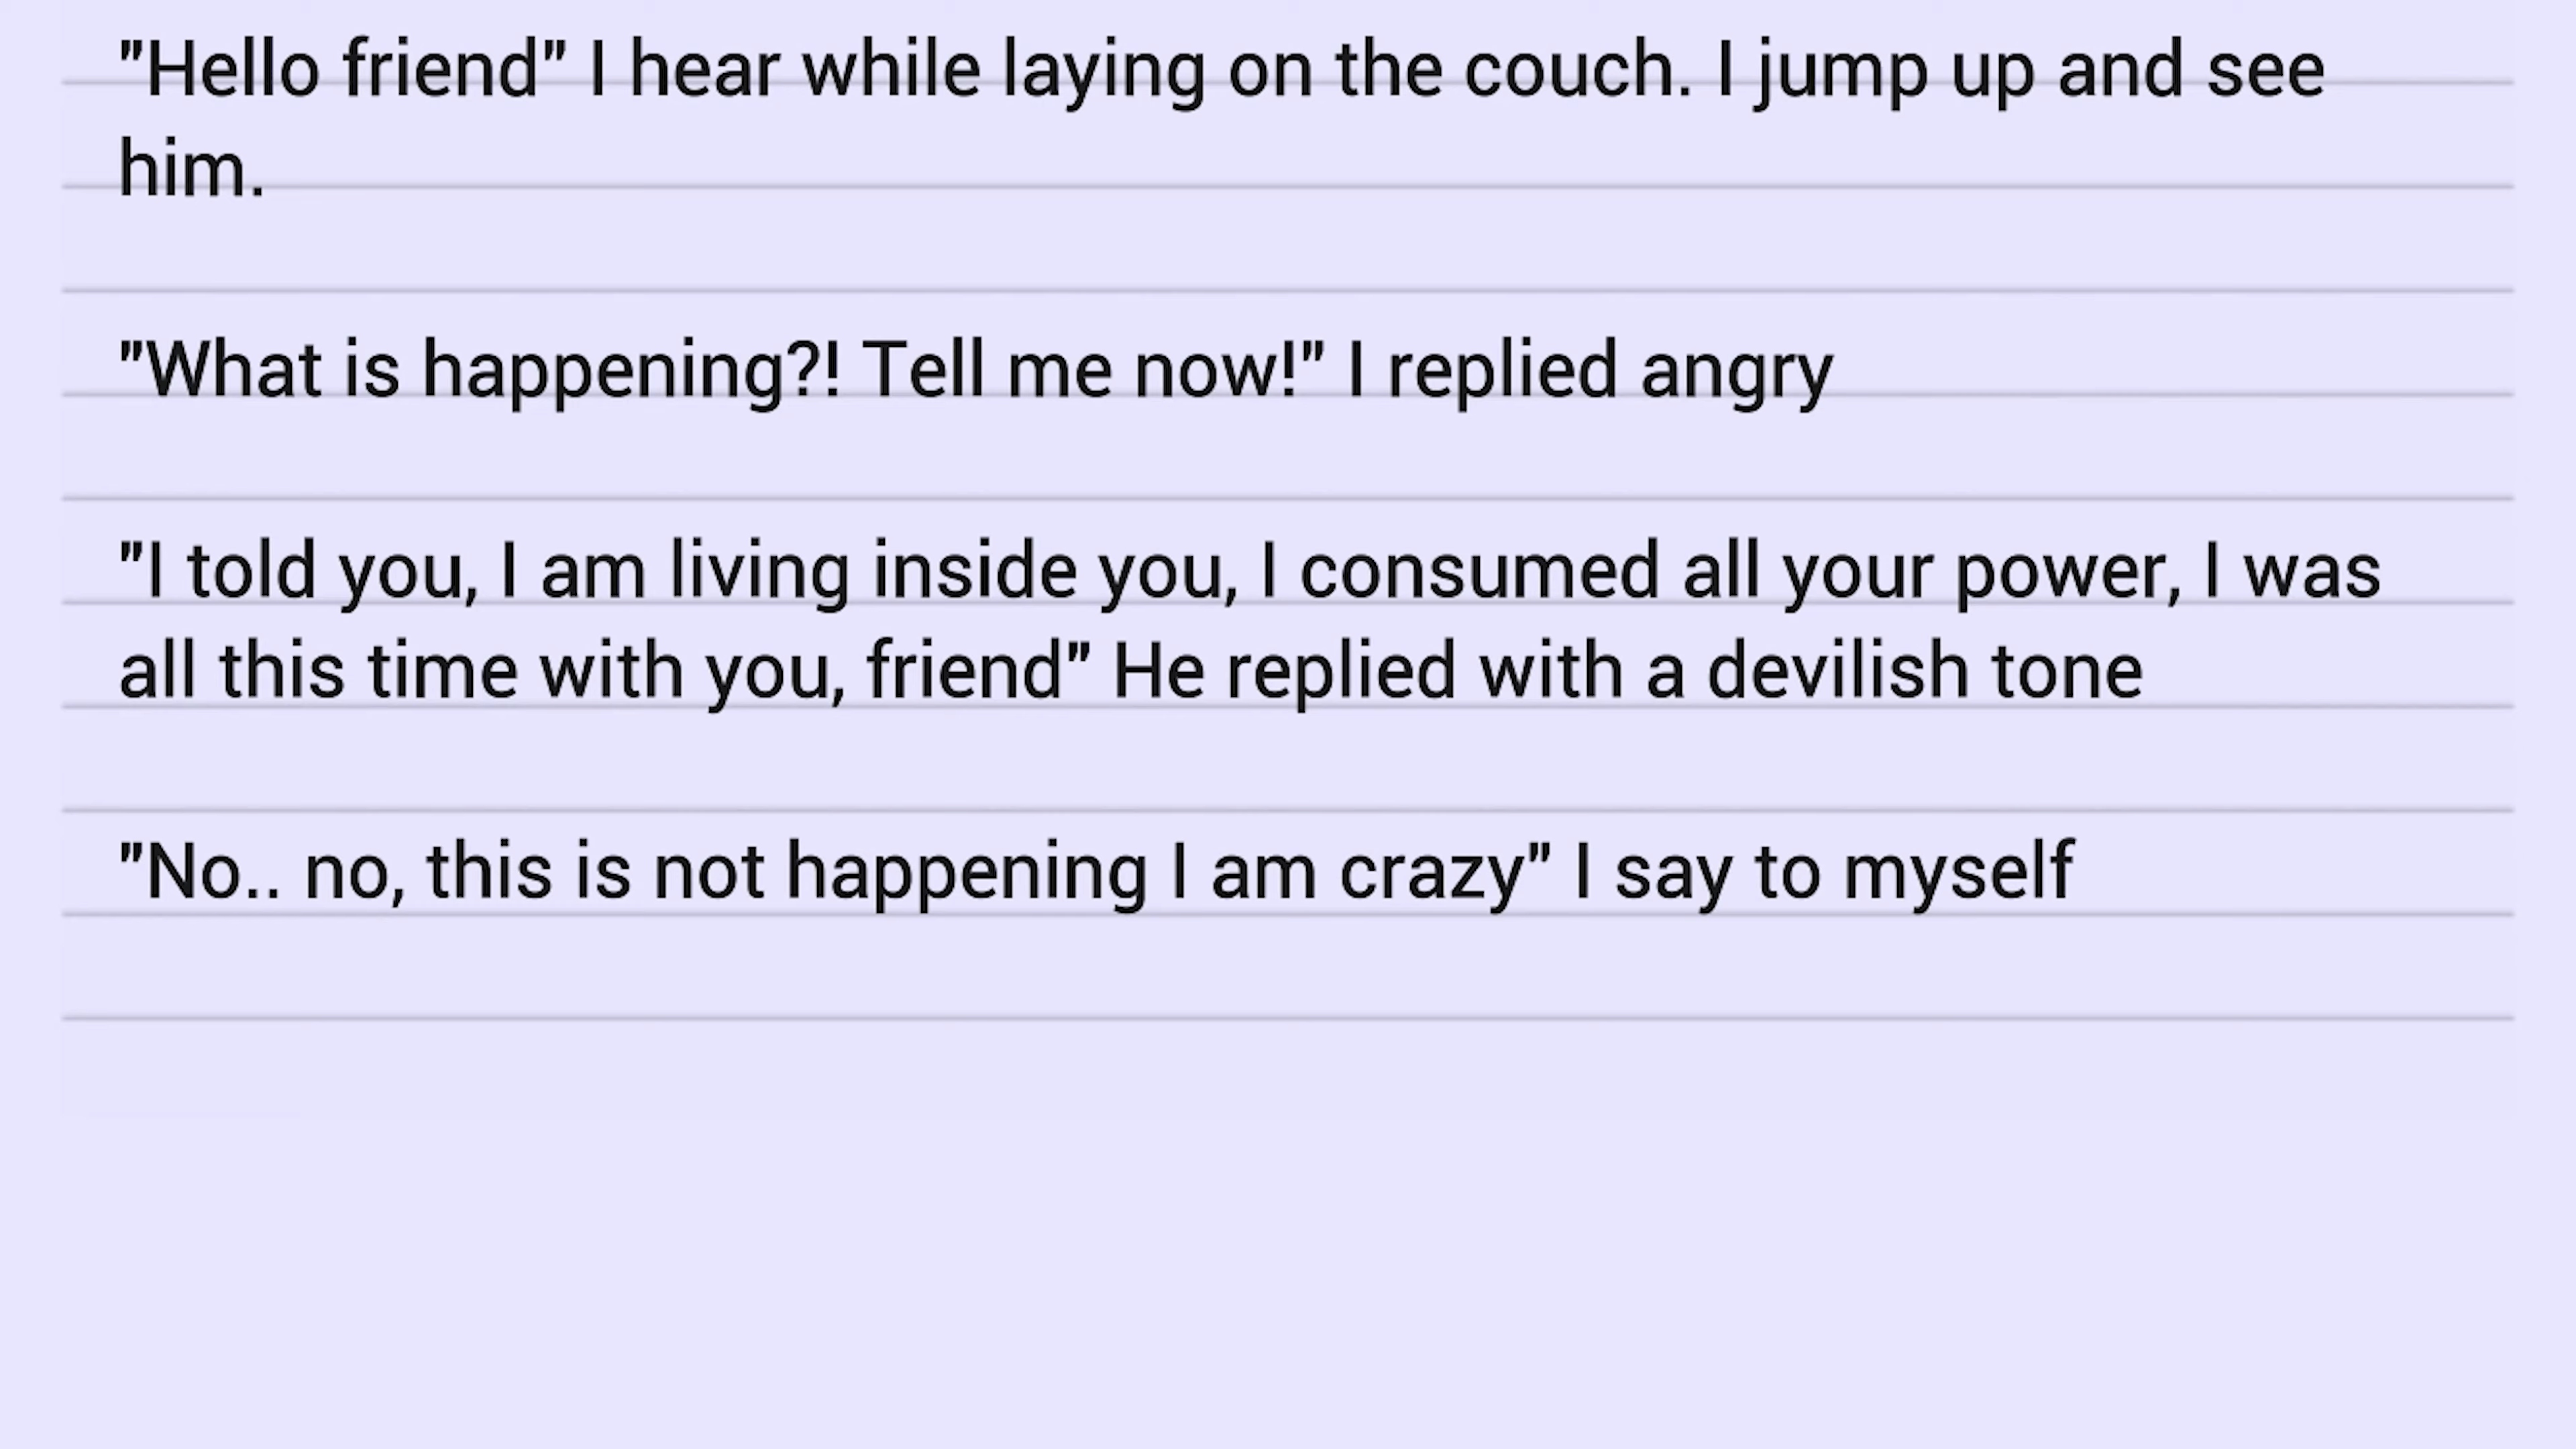 "Hello friend" I hear while laying on the couch. I jump up and see
him.
"What is happening?! Tell me now!" I replied angry
"I told you, I am living inside you, I consumed all your power, I was
all this time with you, friend" He replied with a devilish tone
"No.. no, this is not happening I am crazy" I say to myself